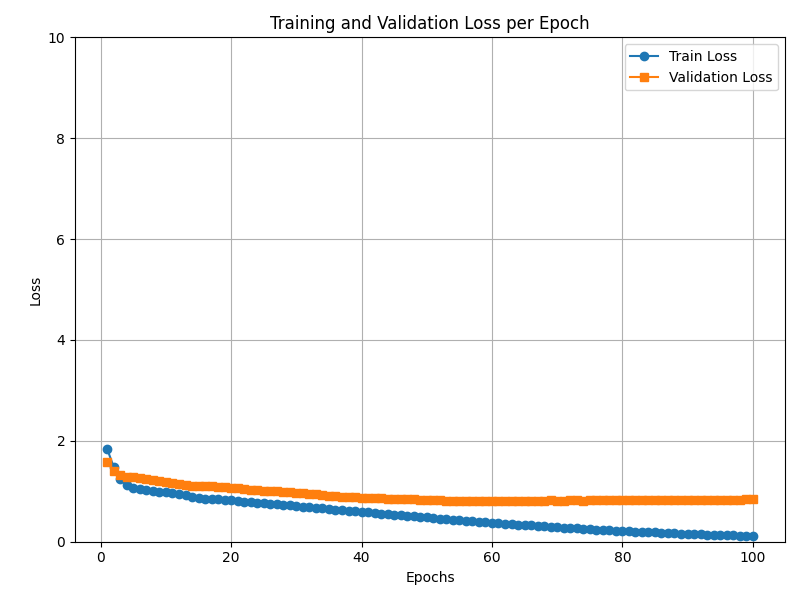 Training and Validation Loss per Epoch
10
8
6
4
2
0
Loss
Train Loss
Validation Loss
0 20 40 60 80 100
Epochs